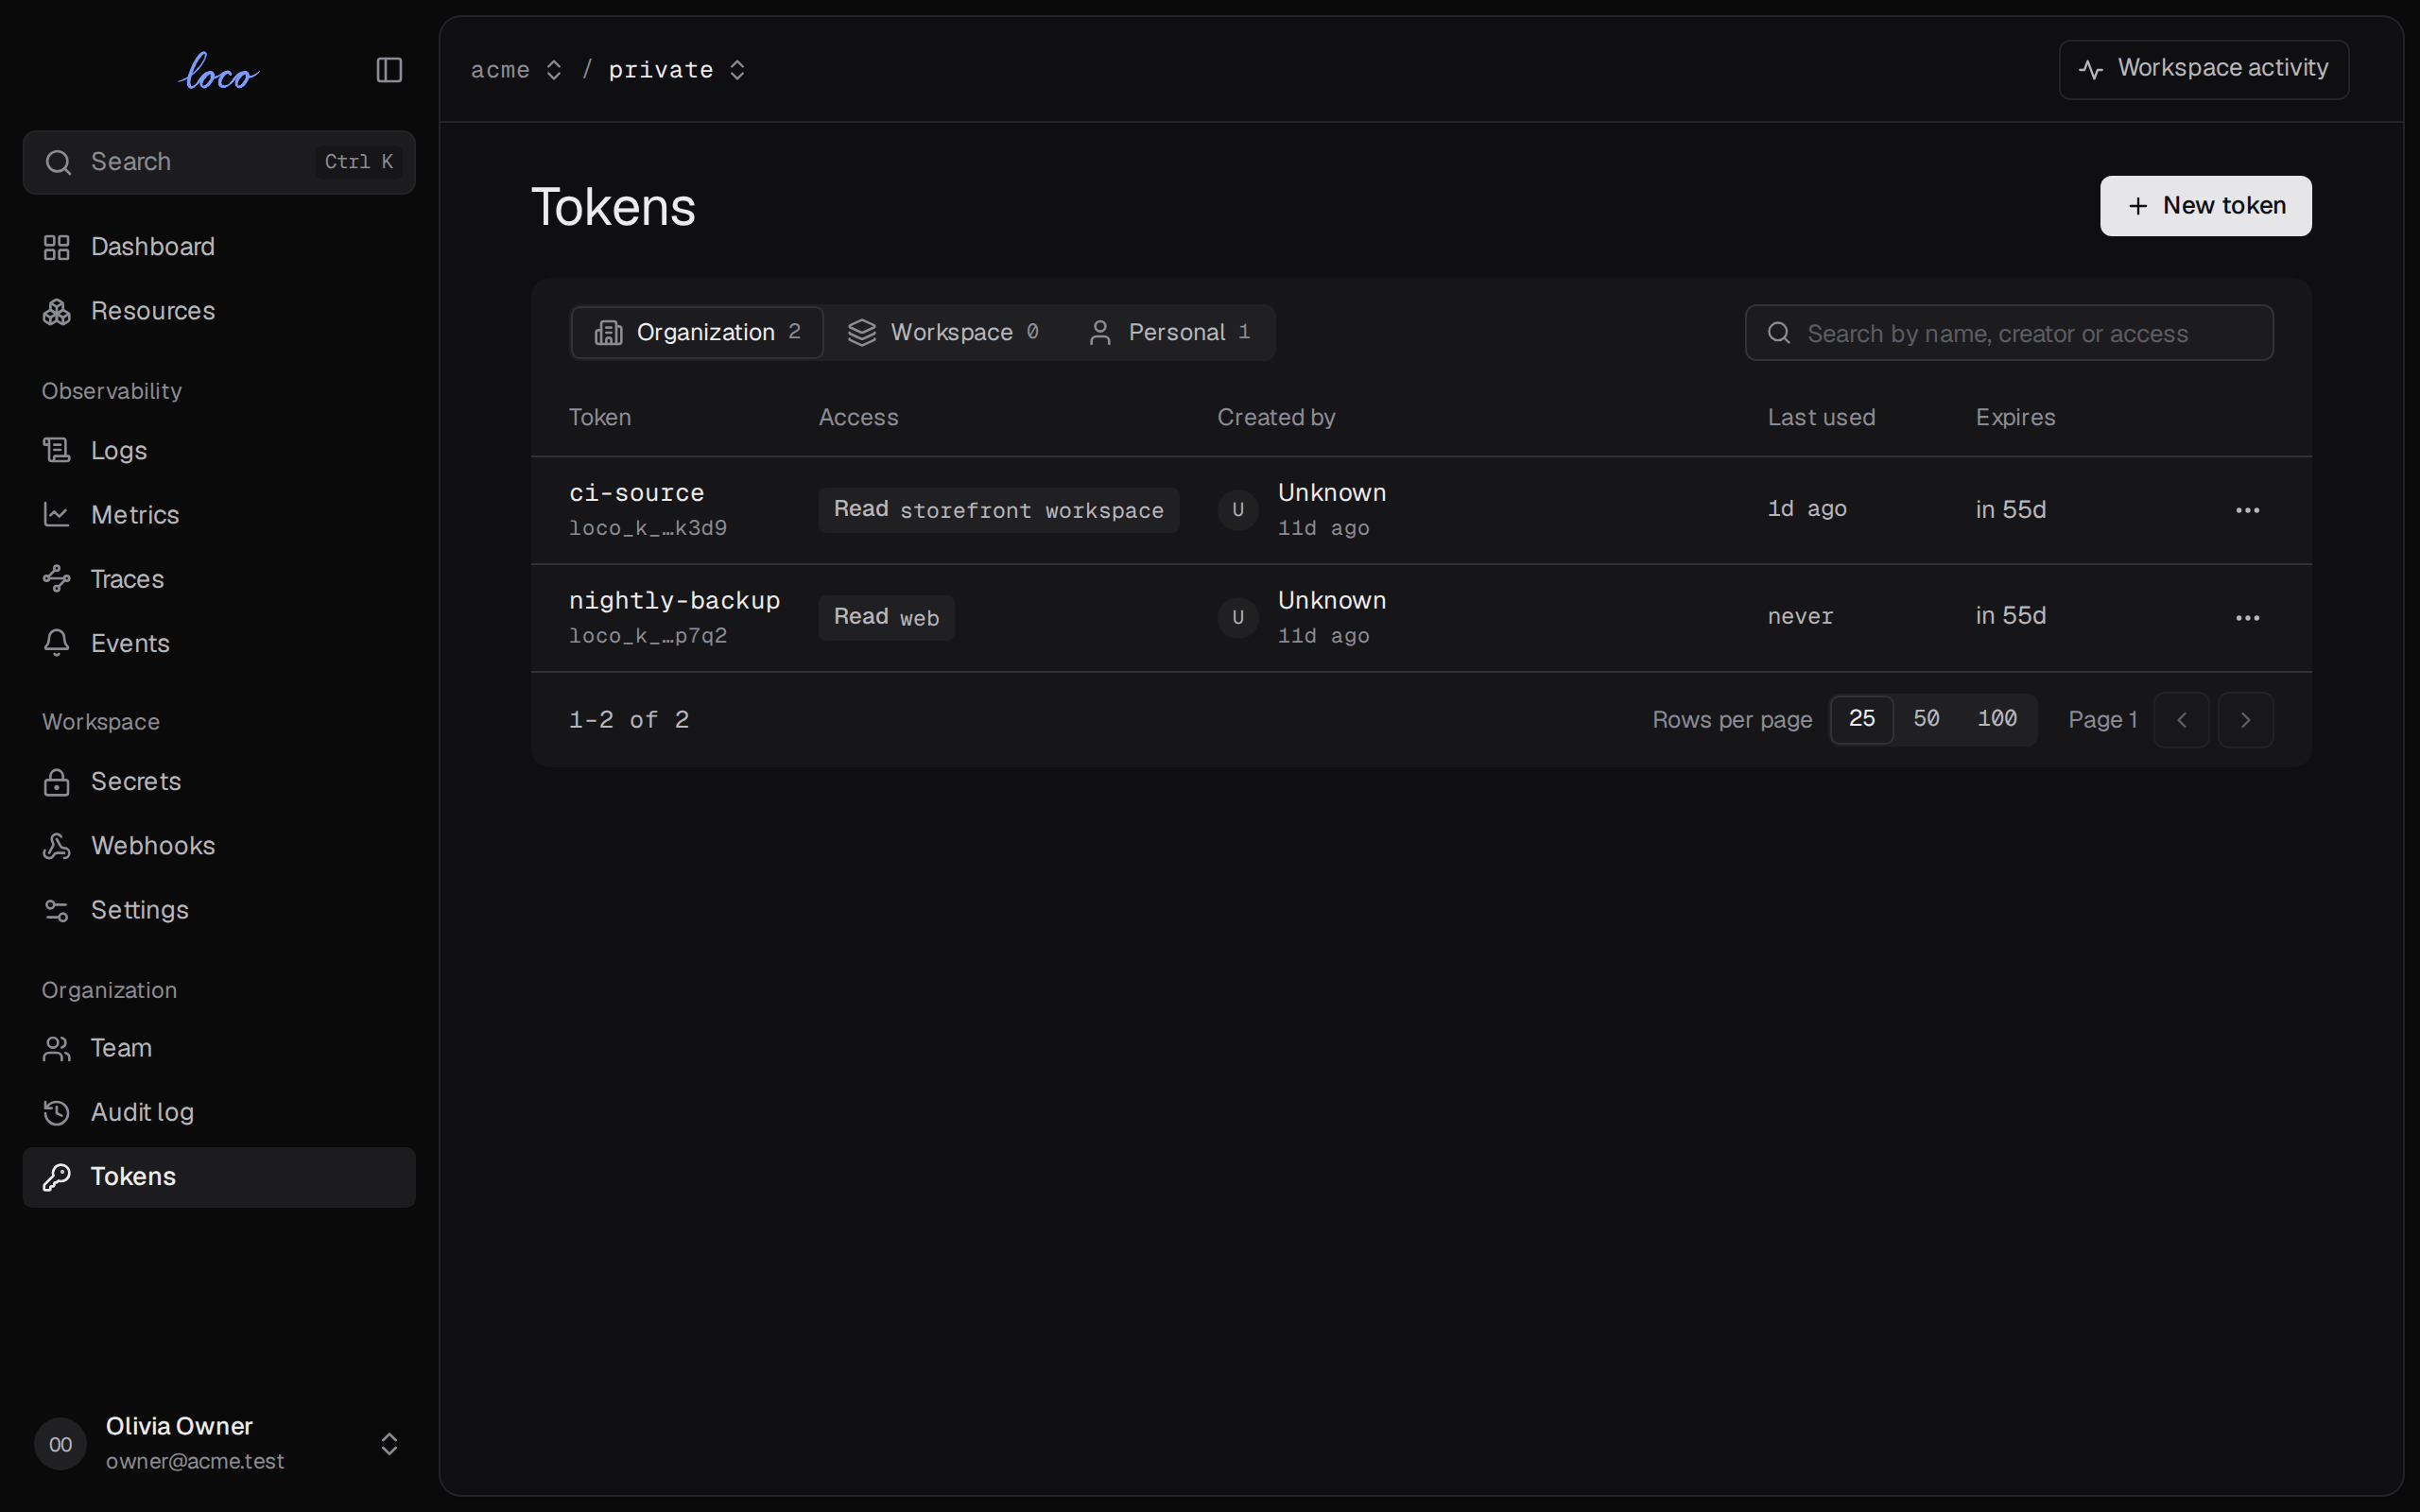 loco
acme / private
Workspace activity
Search Ctrl K
Dashboard
Resources
Observability
Logs
Metrics
Traces
Events
Workspace
Secrets
Webhooks
Settings
Organization
Team
Audit log
Tokens
OO
Olivia Owner
owner@acme.test
Tokens
New token
Organization 2 Workspace 0 Personal 1
Search by name, creator or access
Token Access Created by Last used Expires
ci-source
loco_k_…k3d9
Read storefront workspace
U
Unknown
11d ago
1d ago
in 55d
nightly-backup
loco_k_…p7q2
Read web
U
Unknown
11d ago
never
in 55d
1-2 of 2
Rows per page 25 50 100 Page 1